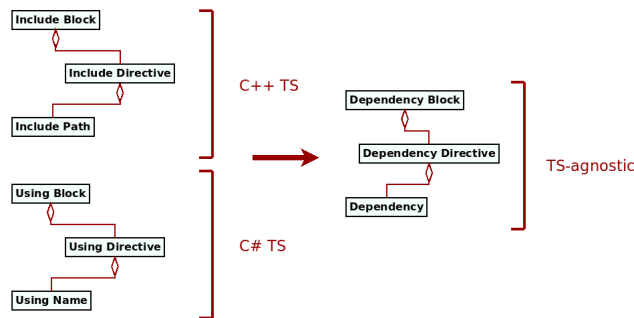 Include Block
Include Directive
Include Path
C++ TS
Using Block
Using Directive
Using Name
C# TS
Dependency Block
Dependency Directive
Dependency
TS-agnostic